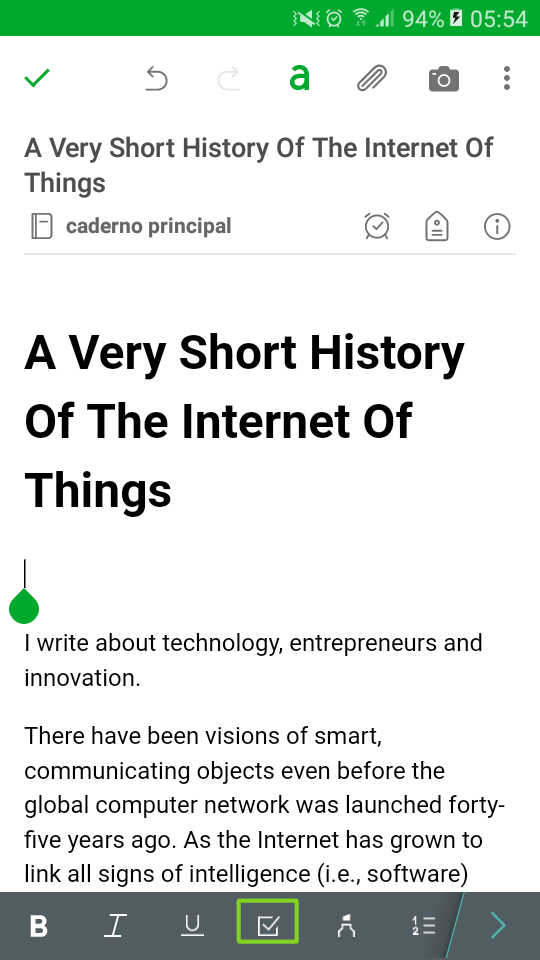 94% 05:54
a
A Very Short History Of The Internet Of
Things
caderno principal
A Very Short History
Of The Internet Of
Things
I write about technology, entrepreneurs and
innovation.
There have been visions of smart,
communicating objects even before the
global computer network was launched forty-
five years ago. As the Internet has grown to
link all signs of intelligence (i.e., software)
B I U